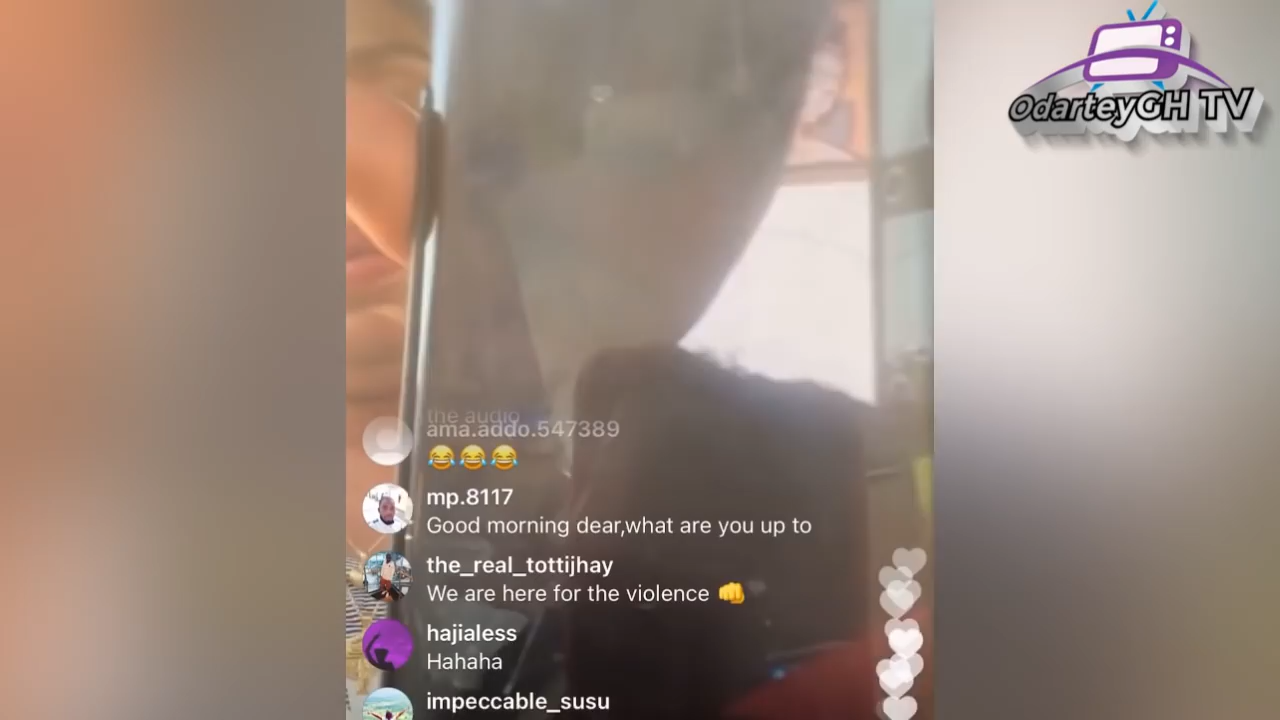 OdarteyGH TV
the audio
ama.addo.547389
😂😂😂
mp.8117
Good morning dear,what are you up to
the_real_tottijhay
We are here for the violence 👊
hajialess
Hahaha
impeccable_susu